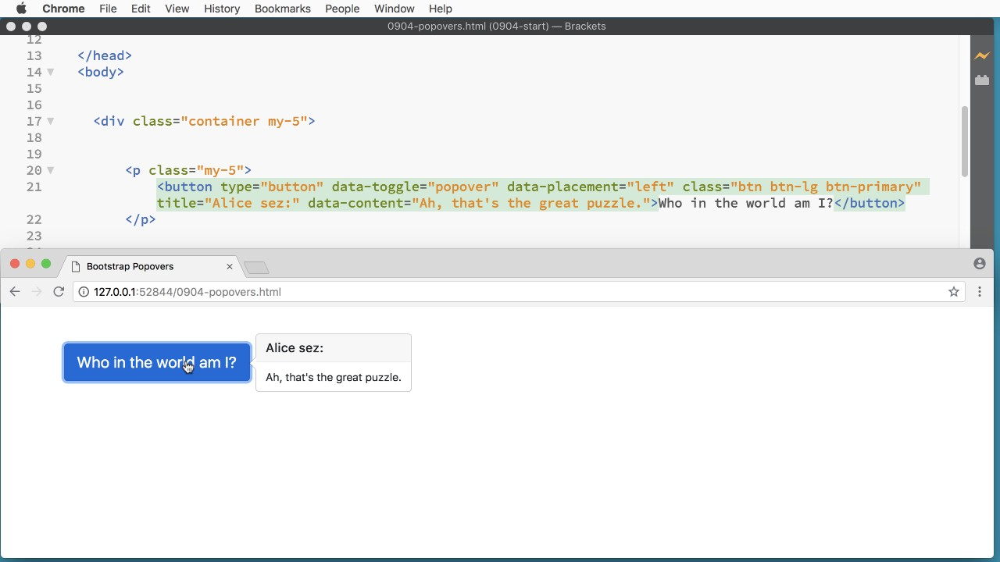 Chrome File Edit View History Bookmarks People Window Help
0904-popovers.html (0904-start) — Brackets
12
13 </head>
14 <body>
15
16
17 <div class="container my-5">
18
19
20 <p class="my-5">
21 <button type="button" data-toggle="popover" data-placement="left" class="btn btn-lg btn-primary"
title="Alice sez:" data-content="Ah, that's the great puzzle.">Who in the world am I?</button>
22 </p>
23
Bootstrap Popovers
127.0.0.1:52844/0904-popovers.html
Alice sez:
Who in the world am I?
Ah, that's the great puzzle.